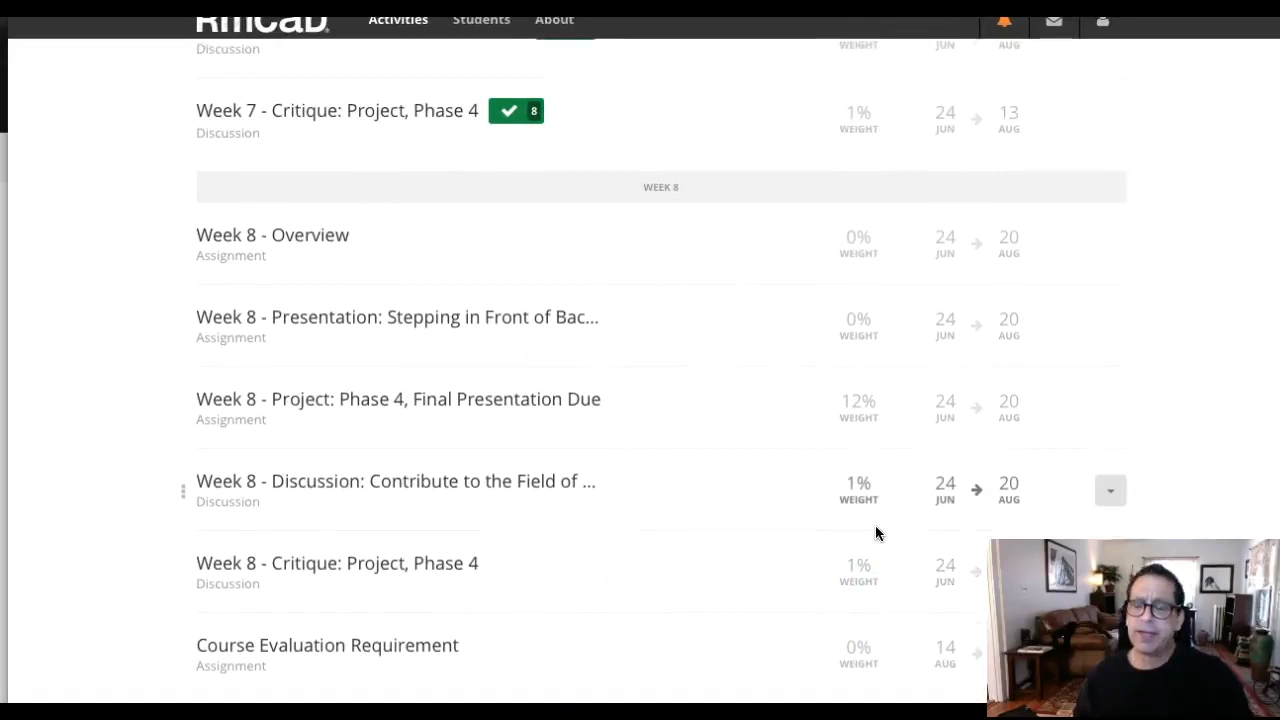 RMCAD.
Activities Students About
Discussion
WEIGHT JUN AUG
Week 7 - Critique: Project, Phase 4 8
Discussion
1% 24 13
WEIGHT JUN AUG
WEEK 8
Week 8 - Overview
Assignment
0% 24 20
WEIGHT JUN AUG
Week 8 - Presentation: Stepping in Front of Bac...
Assignment
0% 24 20
WEIGHT JUN AUG
Week 8 - Project: Phase 4, Final Presentation Due
Assignment
12% 24 20
WEIGHT JUN AUG
Week 8 - Discussion: Contribute to the Field of ...
Discussion
1% 24 20
WEIGHT JUN AUG
Week 8 - Critique: Project, Phase 4
Discussion
1% 24
WEIGHT JUN
Course Evaluation Requirement
Assignment
0% 14
WEIGHT AUG